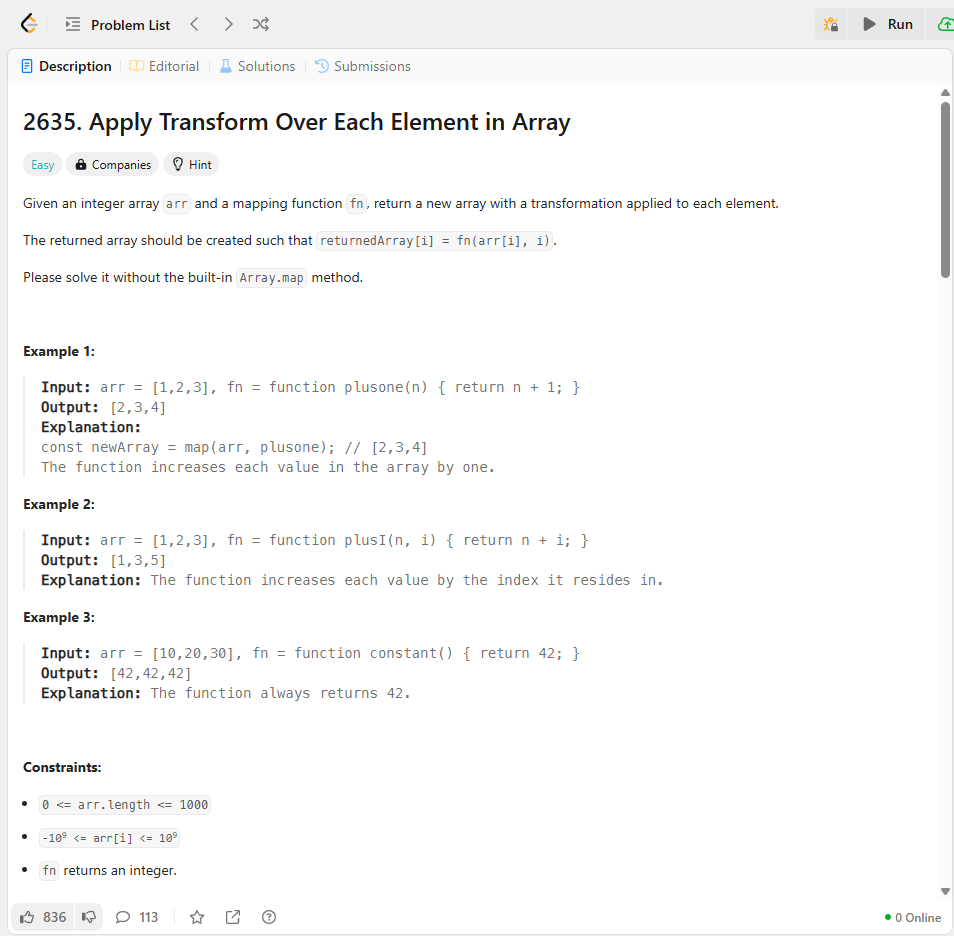 Problem List
Run
Description Editorial Solutions Submissions
2635. Apply Transform Over Each Element in Array
Easy Companies Hint
Given an integer array arr and a mapping function fn, return a new array with a transformation applied to each element.
The returned array should be created such that returnedArray[i] = fn(arr[i], i).
Please solve it without the built-in Array.map method.
Example 1:
Input: arr = [1,2,3], fn = function plusone(n) { return n + 1; }
Output: [2,3,4]
Explanation:
const newArray = map(arr, plusone); // [2,3,4]
The function increases each value in the array by one.
Example 2:
Input: arr = [1,2,3], fn = function plusI(n, i) { return n + i; }
Output: [1,3,5]
Explanation: The function increases each value by the index it resides in.
Example 3:
Input: arr = [10,20,30], fn = function constant() { return 42; }
Output: [42,42,42]
Explanation: The function always returns 42.
Constraints:
• 0 <= arr.length <= 1000
• -10⁹ <= arr[i] <= 10⁹
• fn returns an integer.
836 113 0 Online